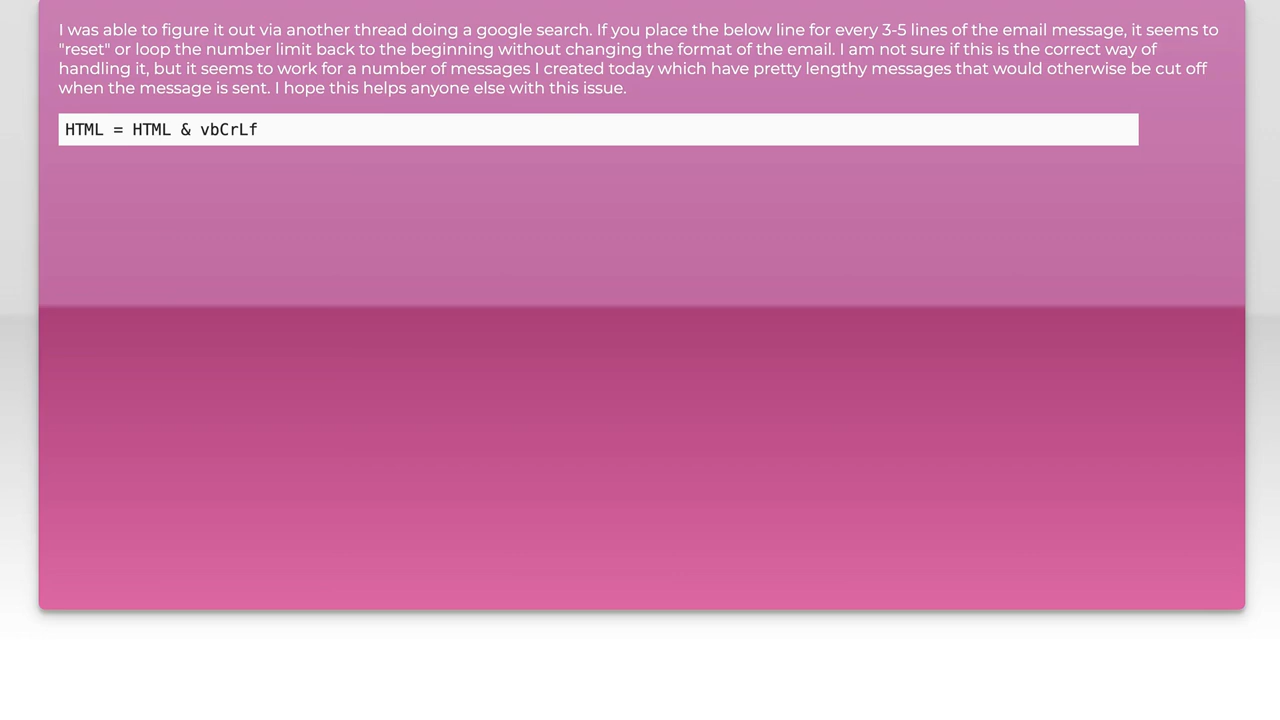 I was able to figure it out via another thread doing a google search. If you place the below line for every 3-5 lines of the email message, it seems to
"reset" or loop the number limit back to the beginning without changing the format of the email. I am not sure if this is the correct way of
handling it, but it seems to work for a number of messages I created today which have pretty lengthy messages that would otherwise be cut off
when the message is sent. I hope this helps anyone else with this issue.
HTML = HTML & vbCrLf